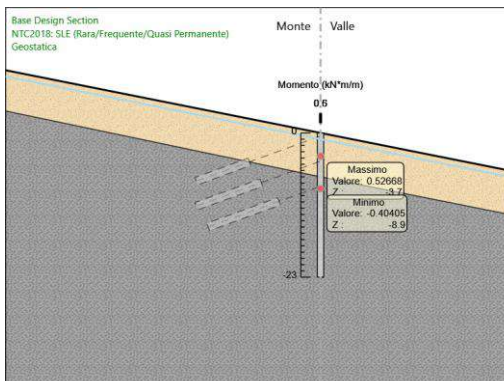 Base Design Section
NTC2018: SLE (Rara/Frequente/Quasi Permanente)
Geostatica
Monte
Valle
Momento (kN*m/m)
0.6
0
Massimo
Valore: 0.52668
Z : -3.7
Minimo
Valore: -0.40405
Z : -8.9
-23